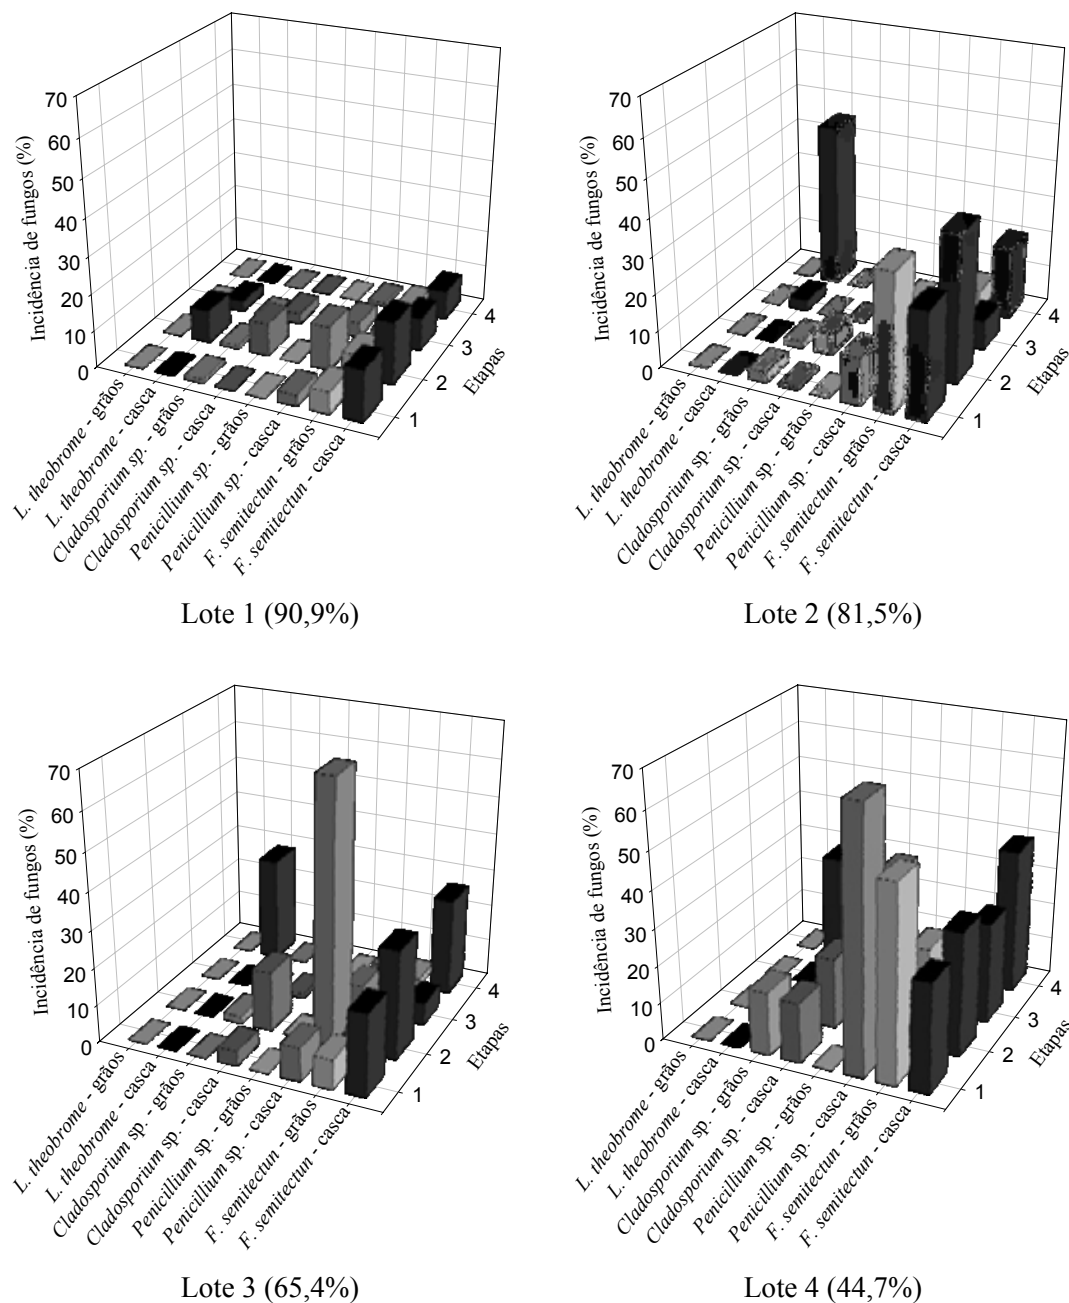 70
60
50
40
30
20
10
0
Incidência de fungos (%)
L. theobrome - grãos
L. theobrome - casca
Cladosporium sp. - grãos
Cladosporium sp. - casca
Penicillium sp. - grãos
Penicillium sp. - casca
F. semitectun - grãos
F. semitectun - casca
1
2
3
4
Etapas
Lote 1 (90,9%)
70
60
50
40
30
20
10
0
Incidência de fungos (%)
L. theobrome - grãos
L. theobrome - casca
Cladosporium sp. - grãos
Cladosporium sp. - casca
Penicillium sp. - grãos
Penicillium sp. - casca
F. semitectun - grãos
F. semitectun - casca
1
2
3
4
Etapas
Lote 2 (81,5%)
70
60
50
40
30
20
10
0
Incidência de fungos (%)
L. theobrome - grãos
L. theobrome - casca
Cladosporium sp. - grãos
Cladosporium sp. - casca
Penicillium sp. - grãos
Penicillium sp. - casca
F. semitectun - grãos
F. semitectun - casca
1
2
3
4
Etapas
Lote 3 (65,4%)
70
60
50
40
30
20
10
0
Incidência de fungos (%)
L. theobrome - grãos
L. theobrome - casca
Cladosporium sp. - grãos
Cladosporium sp. - casca
Penicillium sp. - grãos
Penicillium sp. - casca
F. semitectun - grãos
F. semitectun - casca
1
2
3
4
Etapas
Lote 4 (44,7%)